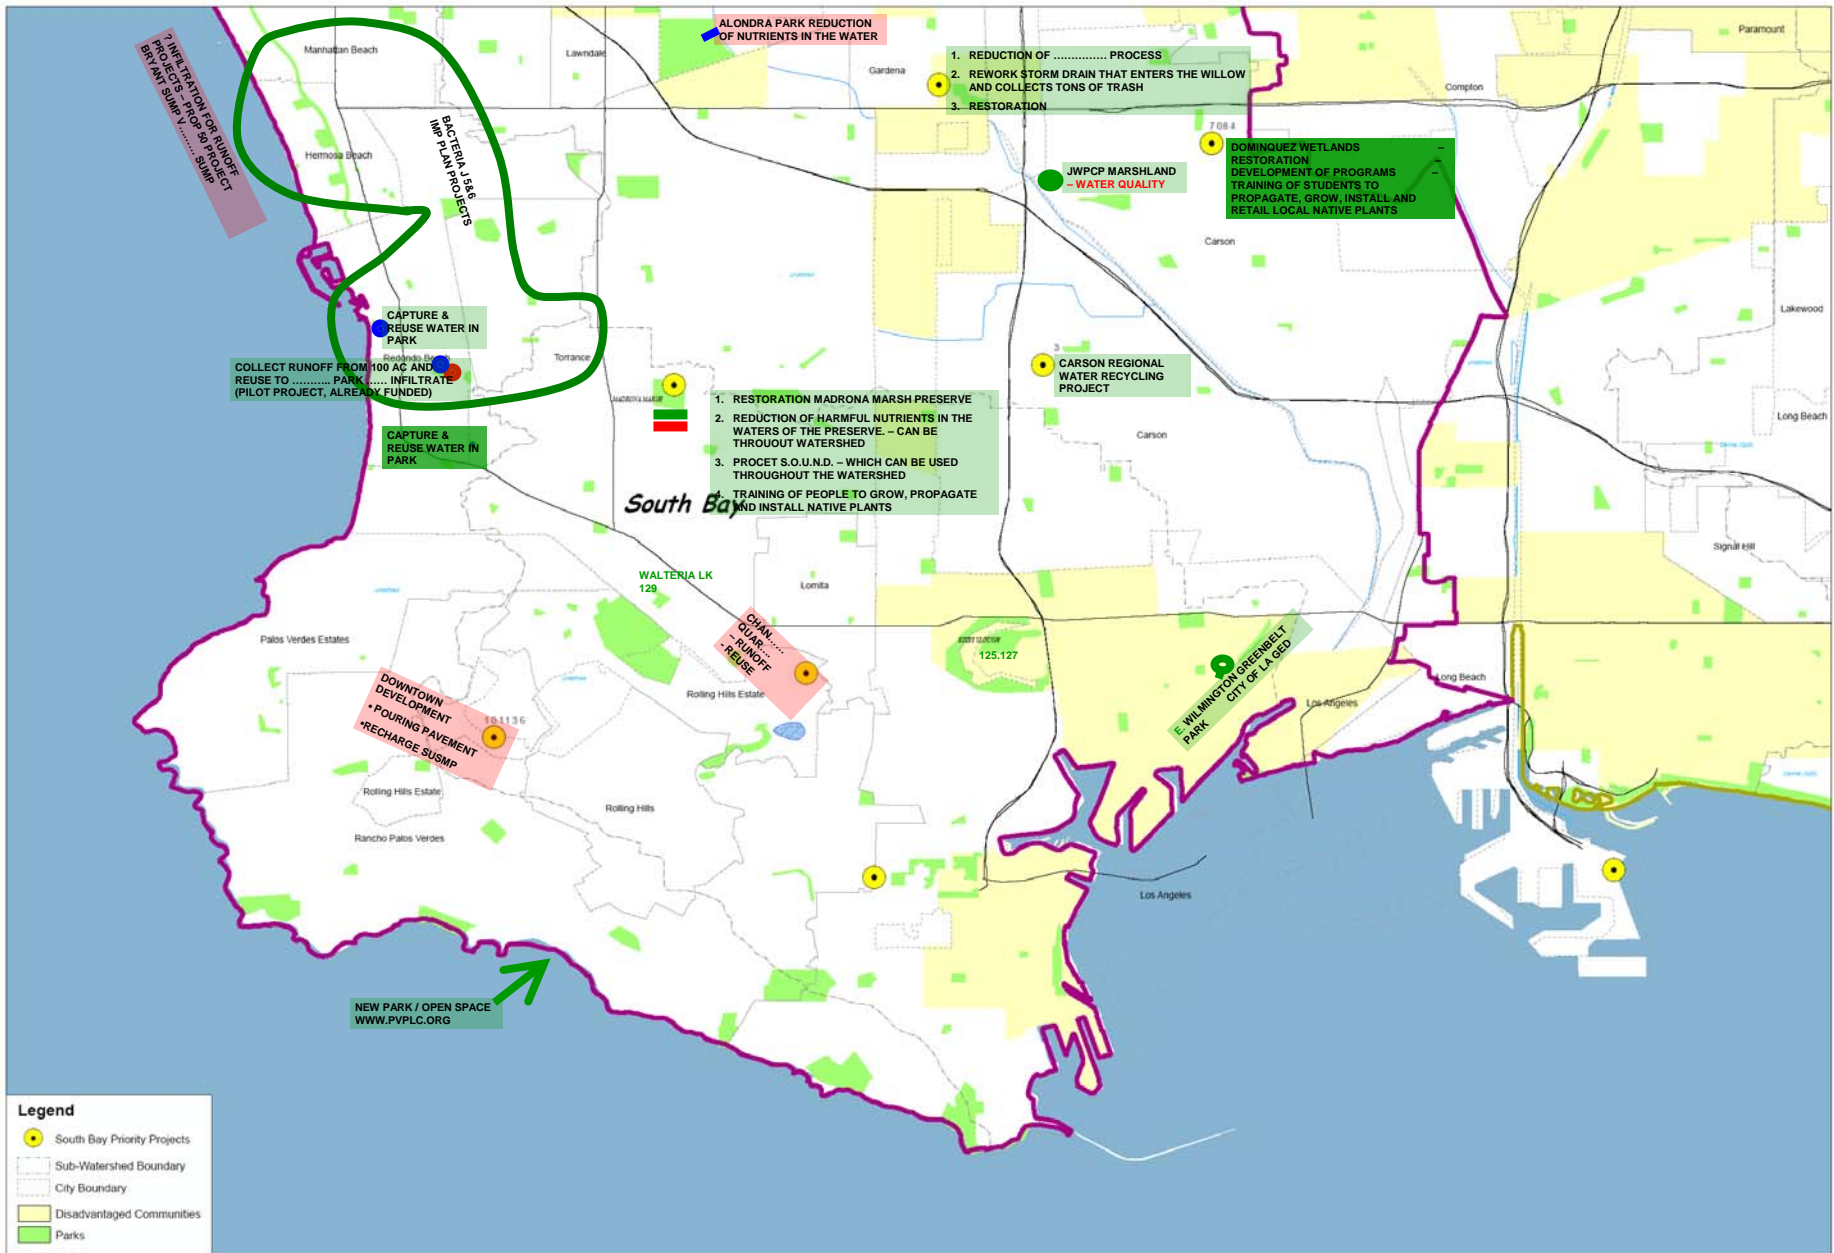 Manhattan Beach
Lawndale
ALONDRA PARK REDUCTION
OF NUTRIENTS IN THE WATER
Gardena
Paramount
Compton
1. REDUCTION OF ............... PROCESS
2. REWORK STORM DRAIN THAT ENTERS THE WILLOW
AND COLLECTS TONS OF TRASH
3. RESTORATION
? INFILTRATION FOR RUNOFF
PROJECTS – PROP 50 PROJECT
BRYANT SUMP V ......... SUMP
BACTERIA J 5&6
IMP PLAN PROJECTS
Hermosa Beach
7084
DOMINQUEZ WETLANDS –
RESTORATION –
DEVELOPMENT OF PROGRAMS –
TRAINING OF STUDENTS TO
PROPAGATE, GROW, INSTALL AND
RETAIL LOCAL NATIVE PLANTS
JWPCP MARSHLAND
– WATER QUALITY
Carson
Lakewood
CAPTURE &
REUSE WATER IN
PARK
Redondo Beach
Torrance
COLLECT RUNOFF FROM 100 AC AND
REUSE TO ........... PARK ...... INFILTRATE
(PILOT PROJECT, ALREADY FUNDED)
3
CARSON REGIONAL
WATER RECYCLING
PROJECT
MADRONA MARSH
1. RESTORATION MADRONA MARSH PRESERVE
2. REDUCTION OF HARMFUL NUTRIENTS IN THE
WATERS OF THE PRESERVE. – CAN BE
THROUOUT WATERSHED
3. PROCET S.O.U.N.D. – WHICH CAN BE USED
THROUGHOUT THE WATERSHED
4. TRAINING OF PEOPLE TO GROW, PROPAGATE
AND INSTALL NATIVE PLANTS
CAPTURE &
REUSE WATER IN
PARK
Carson
Long Beach
South Bay
Signal Hill
WALTERIA LK
129
Lomita
Palos Verdes Estates
CHAN......
QUAR....
– RUNOFF
- REUSE
125.127
E. WILMINGTON GREENBELT
PARK CITY OF LA GED
Rolling Hills Estate
Long Beach
Los Angeles
DOWNTOWN
DEVELOPMENT
• POURING PAVEMENT
•RECHARGE SUSMP
101136
Rolling Hills Estate
Rolling Hills
Rancho Palos Verdes
Los Angeles
NEW PARK / OPEN SPACE
WWW.PVPLC.ORG
Legend
South Bay Priority Projects
Sub-Watershed Boundary
City Boundary
Disadvantaged Communities
Parks